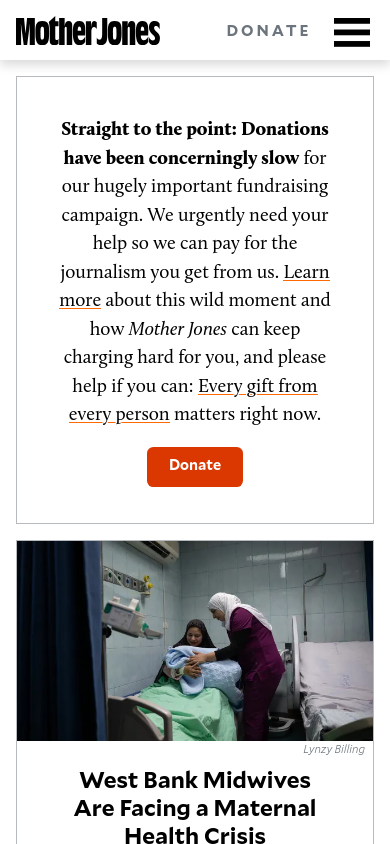 Mother Jones
DONATE
Straight to the point: Donations
have been concerningly slow for
our hugely important fundraising
campaign. We urgently need your
help so we can pay for the
journalism you get from us. Learn
more about this wild moment and
how Mother Jones can keep
charging hard for you, and please
help if you can: Every gift from
every person matters right now.
Donate
Lynzy Billing
West Bank Midwives
Are Facing a Maternal
Health Crisis